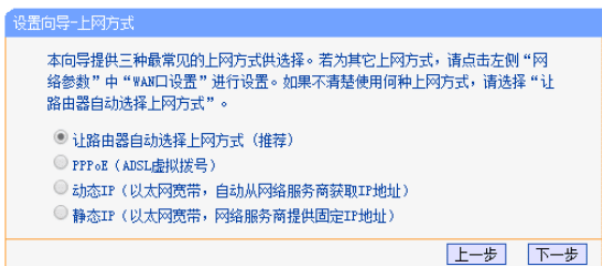 设置向导-上网方式
本向导提供三种最常见的上网方式供选择。若为其它上网方式，请点击左侧“网
络参数”中“WAN口设置”进行设置。如果不清楚使用何种上网方式，请选择“让
路由器自动选择上网方式”。
让路由器自动选择上网方式（推荐）
PPPoE（ADSL虚拟拨号）
动态IP（以太网宽带，自动从网络服务商获取IP地址）
静态IP（以太网宽带，网络服务商提供固定IP地址）
上一步 下一步